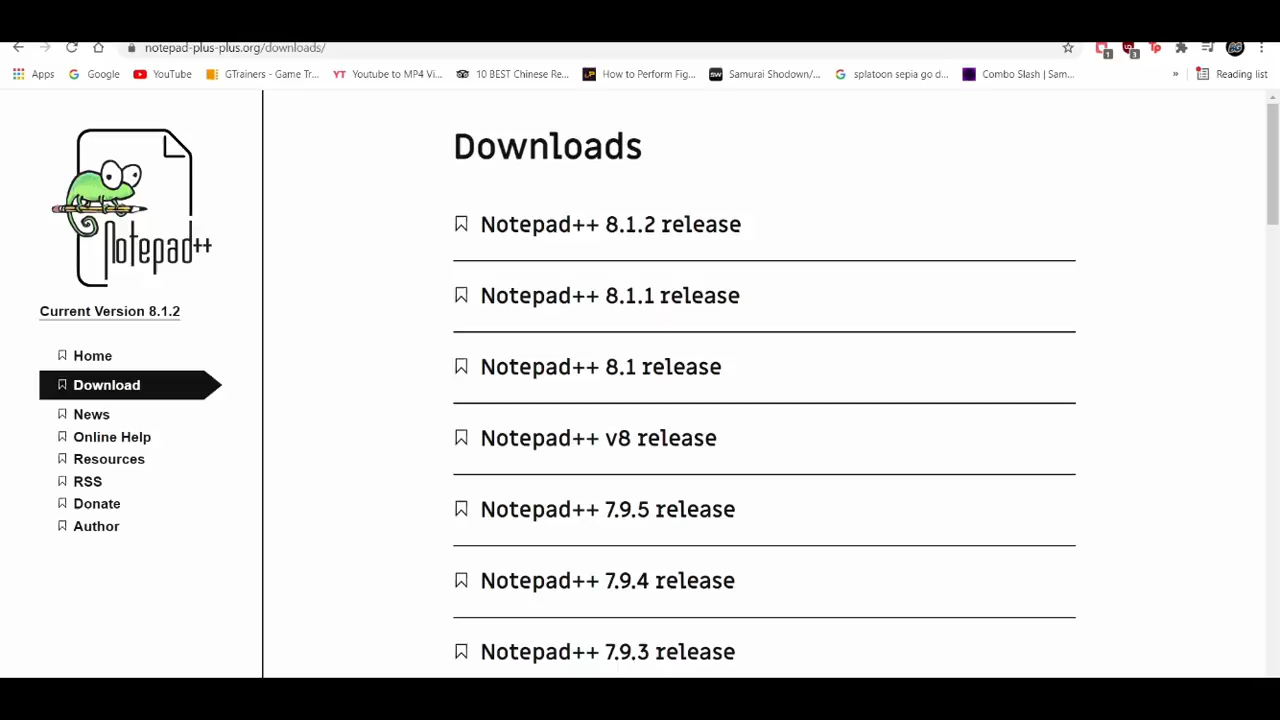 notepad-plus-plus.org/downloads/
1
3
Apps
Google
YouTube
GTrainers - Game Tr...
YT Youtube to MP4 Vi...
10 BEST Chinese Re...
How to Perform Fig...
SW Samurai Shodown/...
splatoon sepia go d...
Combo Slash | Sam...
»
Reading list
Notepad++
Current Version 8.1.2
Home
Download
News
Online Help
Resources
RSS
Donate
Author
Downloads
Notepad++ 8.1.2 release
Notepad++ 8.1.1 release
Notepad++ 8.1 release
Notepad++ v8 release
Notepad++ 7.9.5 release
Notepad++ 7.9.4 release
Notepad++ 7.9.3 release